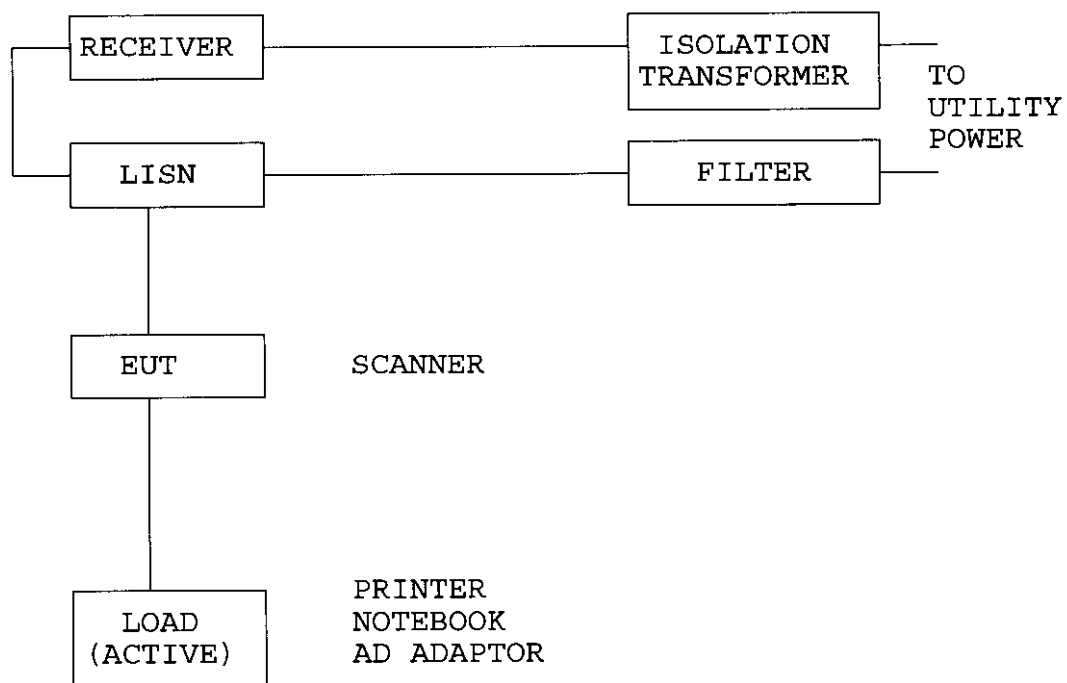 RECEIVER
ISOLATION
TRANSFORMER
TO
UTILITY
POWER
LISN
FILTER
EUT
SCANNER
LOAD
(ACTIVE)
PRINTER
NOTEBOOK
AD ADAPTOR